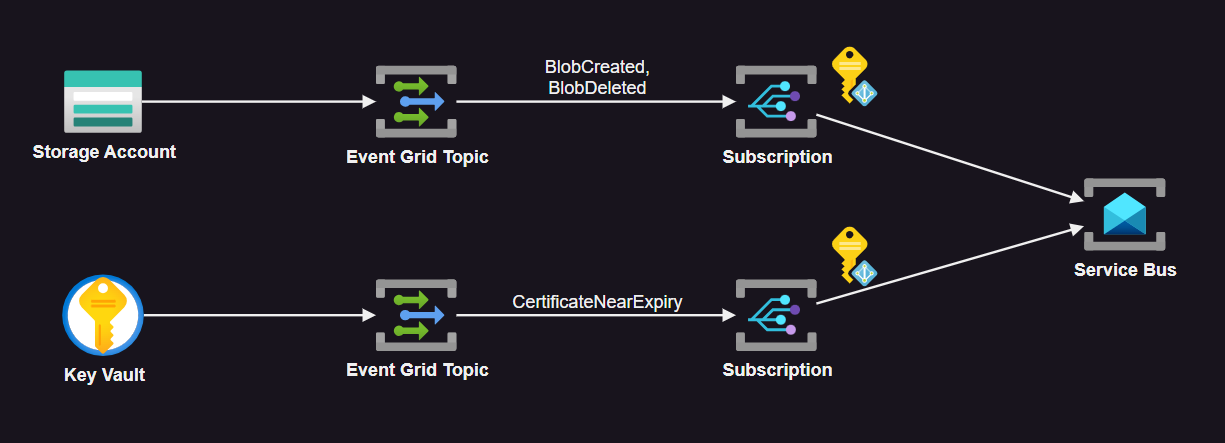 BlobCreated,
BlobDeleted
Storage Account
Event Grid Topic
Subscription
Service Bus
CertificateNearExpiry
Key Vault
Event Grid Topic
Subscription